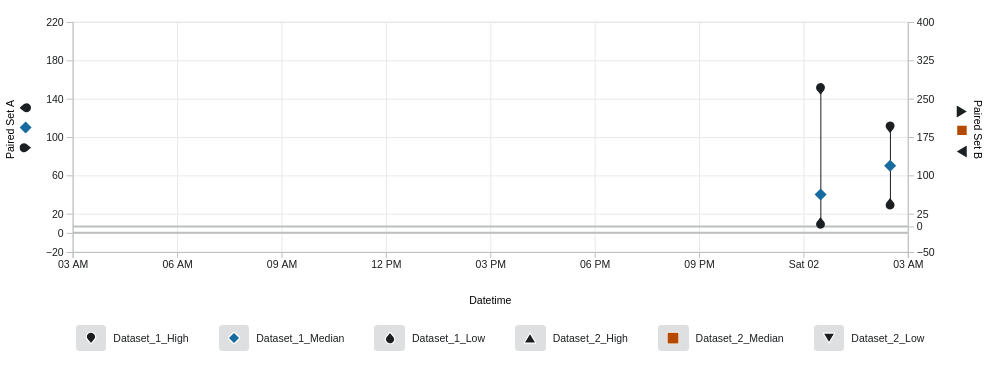 220
180
140
100
60
20
0
−20
400
325
250
175
100
25
0
−50
Paired Set A
Paired Set B
03 AM
06 AM
09 AM
12 PM
03 PM
06 PM
09 PM
Sat 02
03 AM
Datetime
Dataset_1_High
Dataset_1_Median
Dataset_1_Low
Dataset_2_High
Dataset_2_Median
Dataset_2_Low